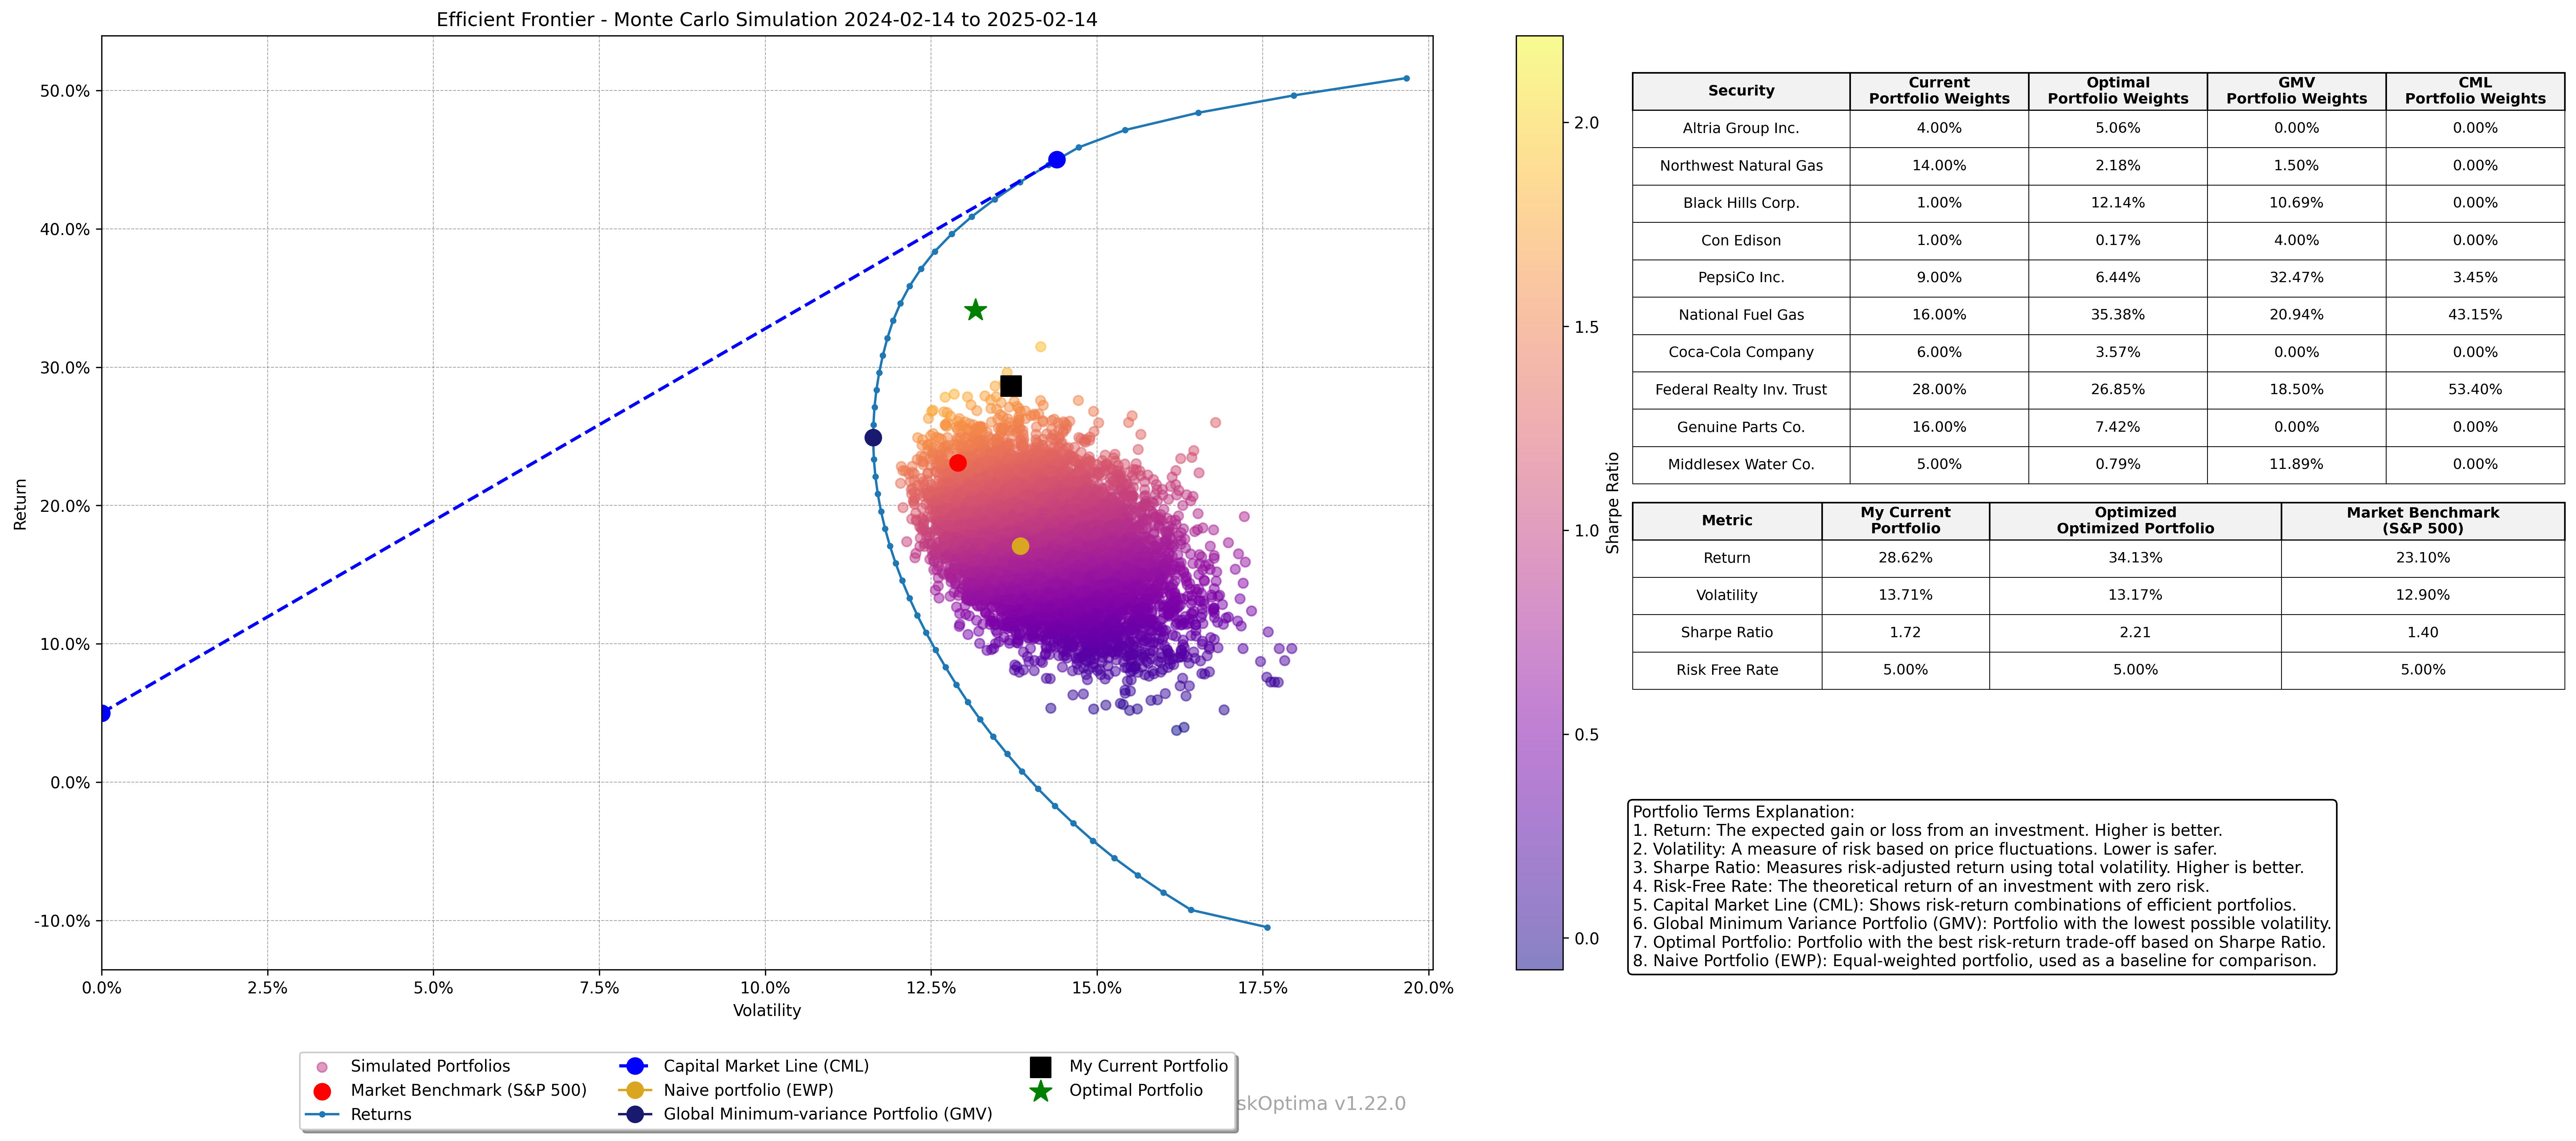 Efficient Frontier - Monte Carlo Simulation 2024-02-14 to 2025-02-14
Return
50.0%
40.0%
30.0%
20.0%
10.0%
0.0%
-10.0%
0.0% 2.5% 5.0% 7.5% 10.0% 12.5% 15.0% 17.5% 20.0%
Volatility
Simulated Portfolios
Market Benchmark (S&P 500)
Returns
Capital Market Line (CML)
Naive portfolio (EWP)
Global Minimum-variance Portfolio (GMV)
My Current Portfolio
Optimal Portfolio
skOptima v1.22.0
2.0
1.5
1.0
0.5
0.0
Sharpe Ratio
Security Current Portfolio Weights Optimal Portfolio Weights GMV Portfolio Weights CML Portfolio Weights
Altria Group Inc. 4.00% 5.06% 0.00% 0.00%
Northwest Natural Gas 14.00% 2.18% 1.50% 0.00%
Black Hills Corp. 1.00% 12.14% 10.69% 0.00%
Con Edison 1.00% 0.17% 4.00% 0.00%
PepsiCo Inc. 9.00% 6.44% 32.47% 3.45%
National Fuel Gas 16.00% 35.38% 20.94% 43.15%
Coca-Cola Company 6.00% 3.57% 0.00% 0.00%
Federal Realty Inv. Trust 28.00% 26.85% 18.50% 53.40%
Genuine Parts Co. 16.00% 7.42% 0.00% 0.00%
Middlesex Water Co. 5.00% 0.79% 11.89% 0.00%
Metric My Current Portfolio Optimized Optimized Portfolio Market Benchmark (S&P 500)
Return 28.62% 34.13% 23.10%
Volatility 13.71% 13.17% 12.90%
Sharpe Ratio 1.72 2.21 1.40
Risk Free Rate 5.00% 5.00% 5.00%
Portfolio Terms Explanation:
1. Return: The expected gain or loss from an investment. Higher is better.
2. Volatility: A measure of risk based on price fluctuations. Lower is safer.
3. Sharpe Ratio: Measures risk-adjusted return using total volatility. Higher is better.
4. Risk-Free Rate: The theoretical return of an investment with zero risk.
5. Capital Market Line (CML): Shows risk-return combinations of efficient portfolios.
6. Global Minimum Variance Portfolio (GMV): Portfolio with the lowest possible volatility.
7. Optimal Portfolio: Portfolio with the best risk-return trade-off based on Sharpe Ratio.
8. Naive Portfolio (EWP): Equal-weighted portfolio, used as a baseline for comparison.